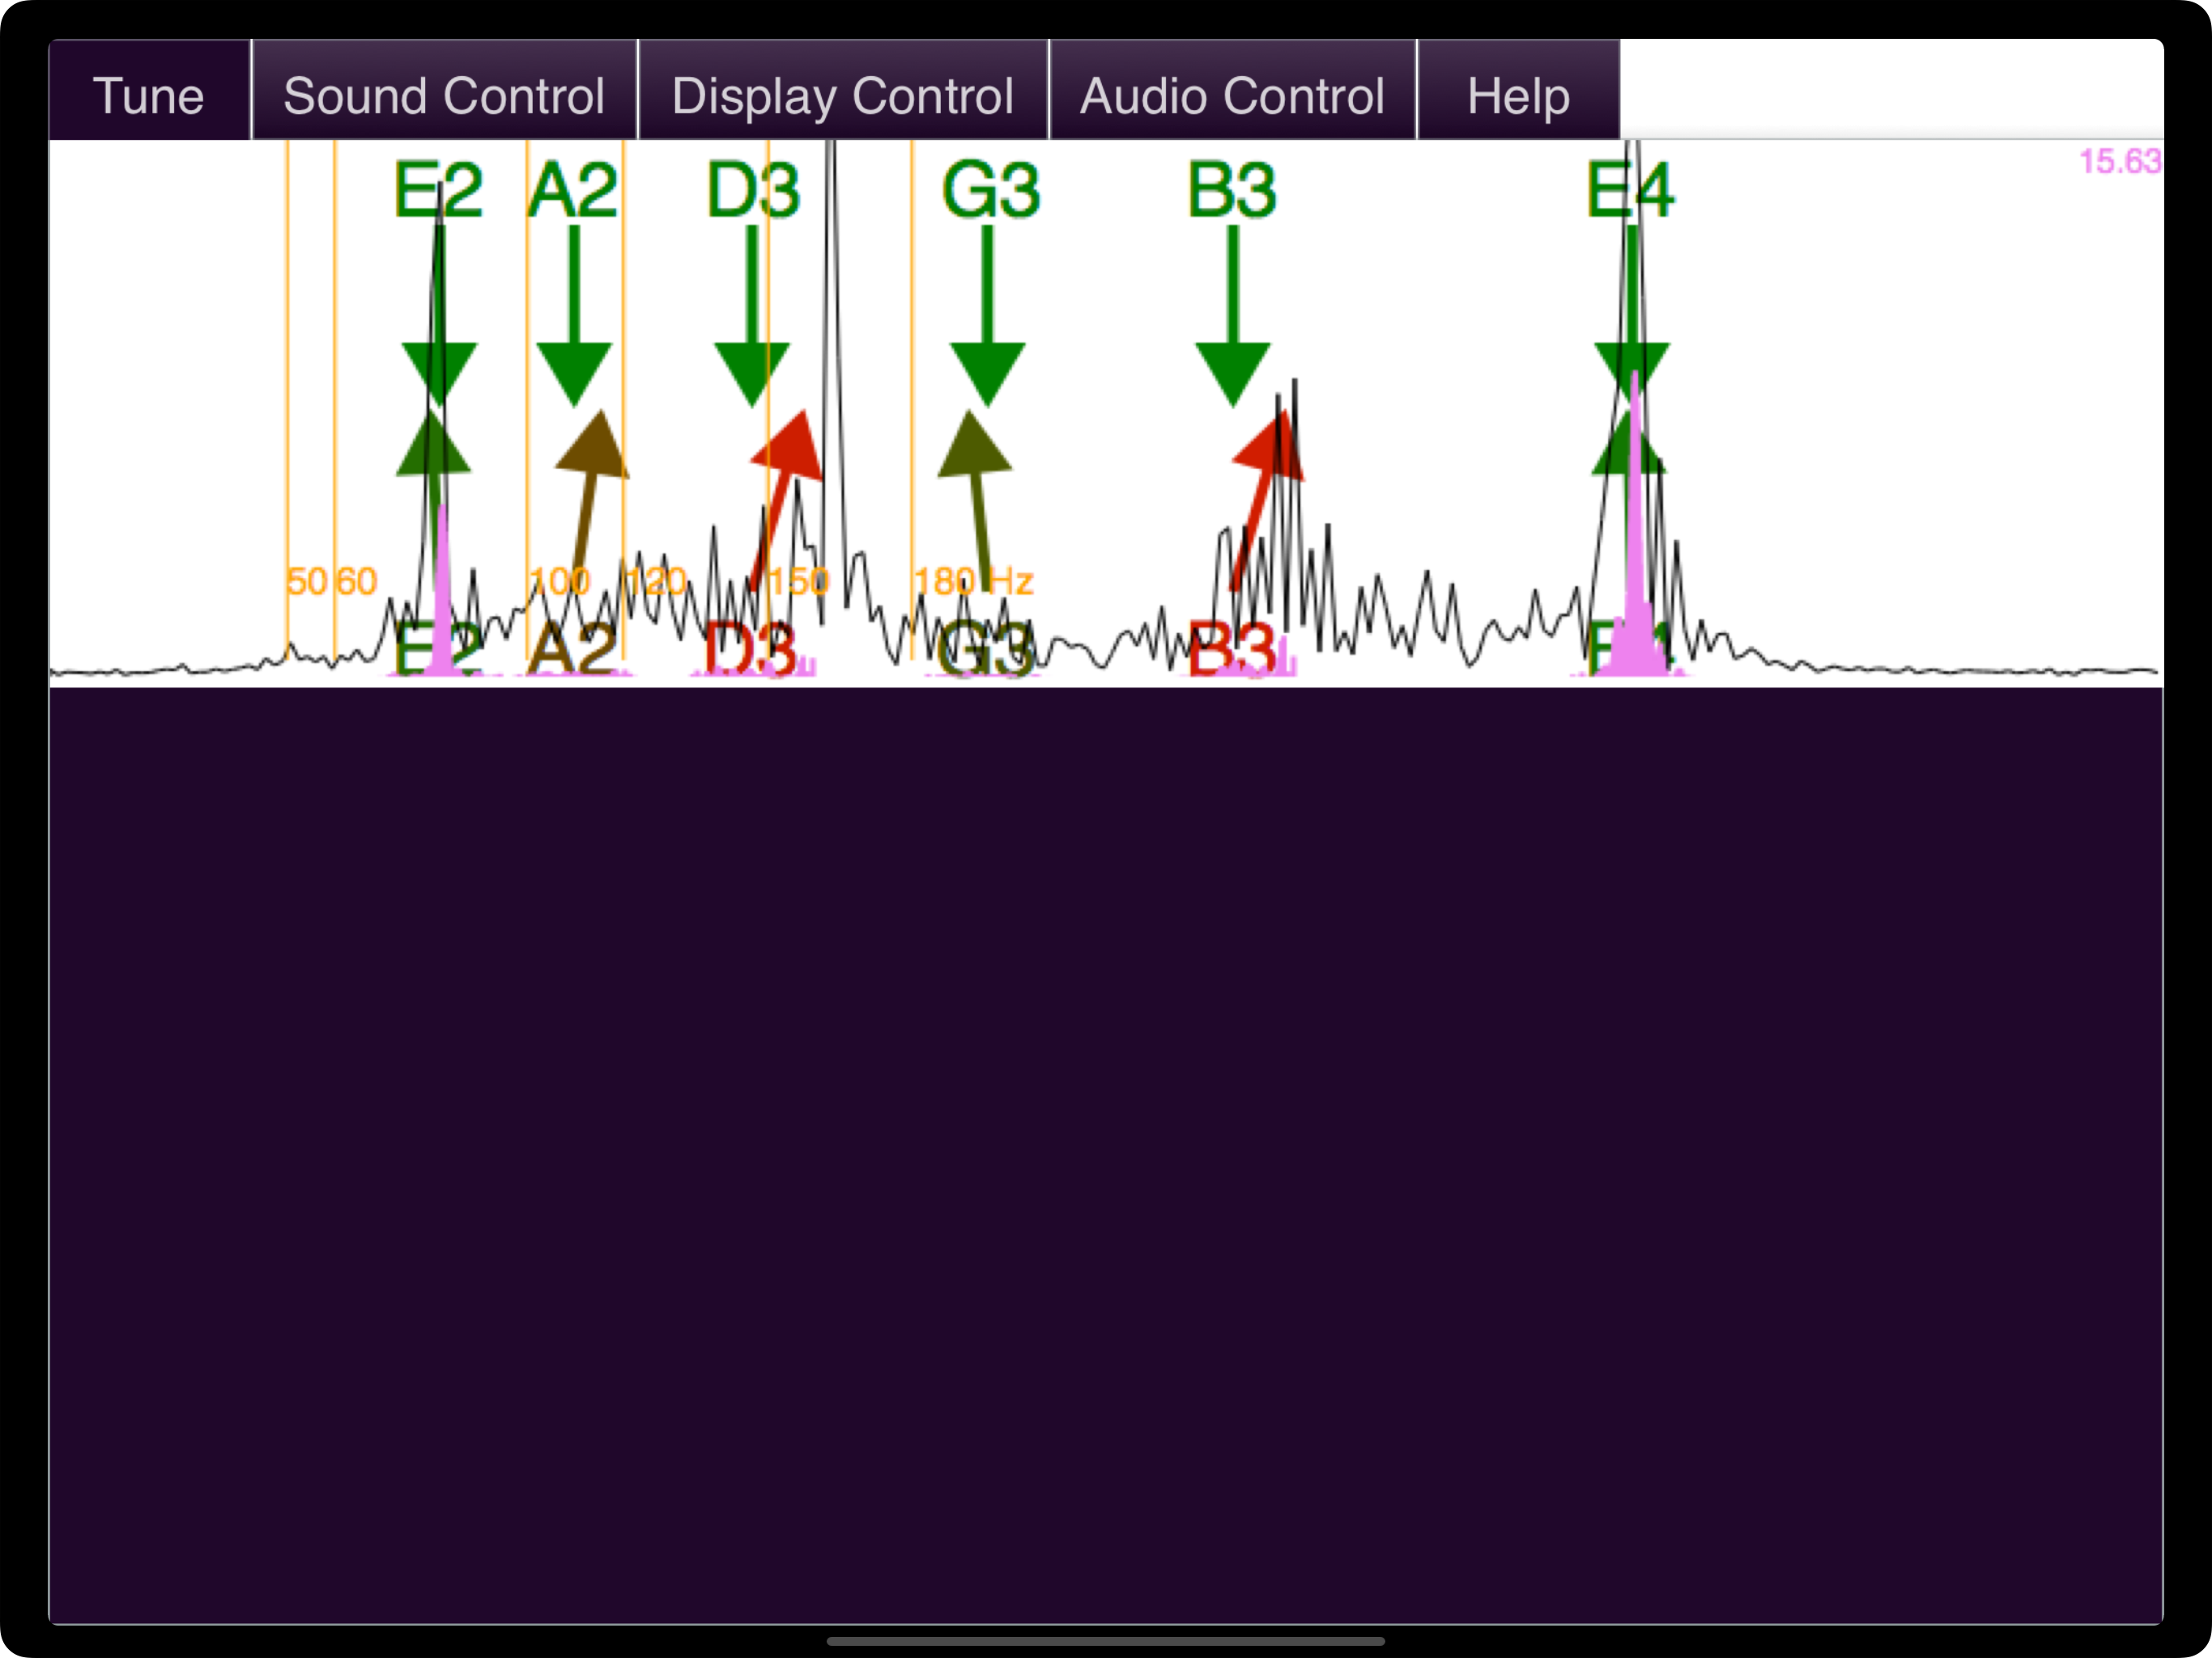 Tune Sound Control Display Control Audio Control Help
15.63
E2 A2 D3 G3 B3 E4
50 60 100 120 150 180 Hz
E2 A2 D3 G3 B3 E4